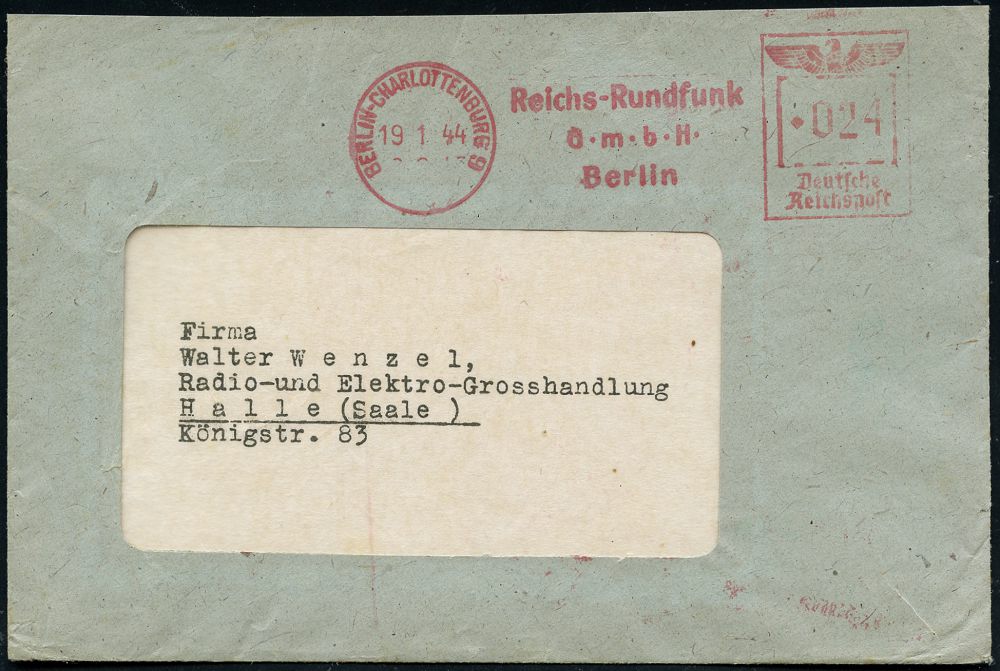 BERLIN-CHARLOTTENBURG 9
19.1.44
Reichs-Rundfunk
G·m·b·H·
Berlin
024
Deutsche
Reichspost
Firma
Walter W e n z e l,
Radio-und Elektro-Grosshandlung
H a l l e (Saale )
Königstr. 83